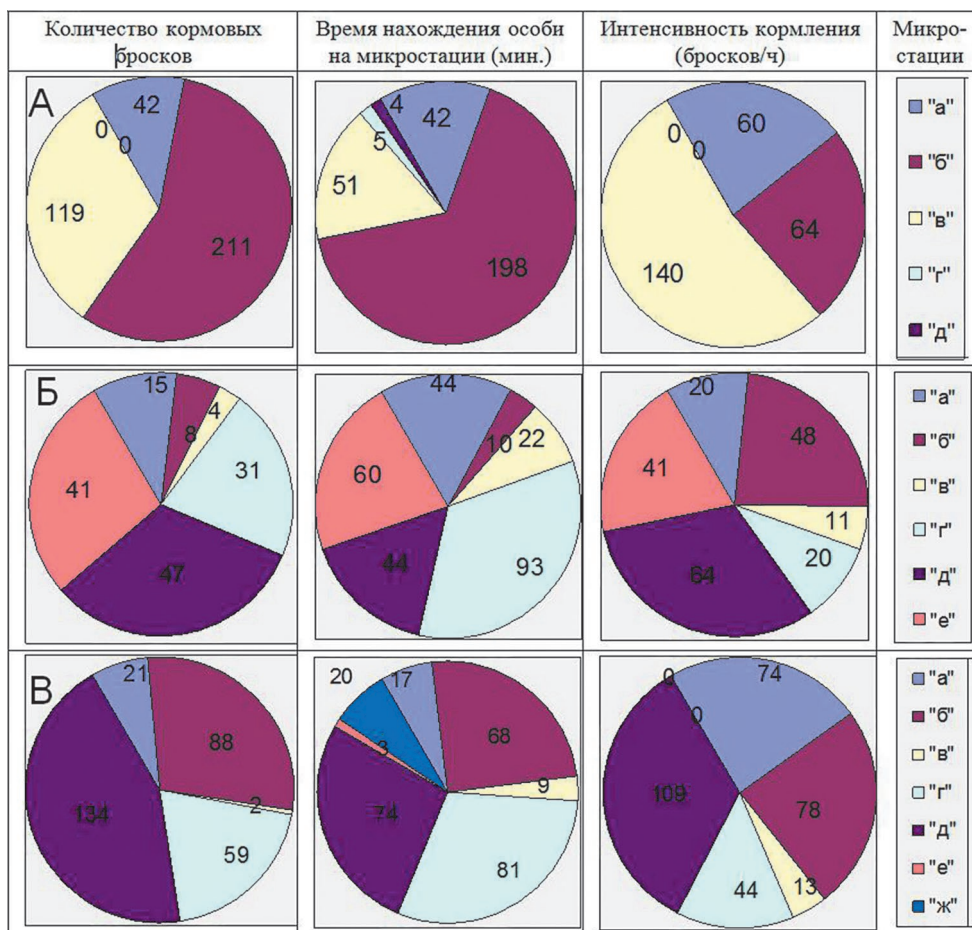 Количество кормовых
бросков
Время нахождения особи
на микростации (мин.)
Интенсивность кормления
(бросков/ч)
Микро-
стации
А
42
211
119
0
0
42
198
51
5
4
60
64
140
0
0
"а"
"б"
"в"
"г"
"д"
Б
15
8
4
31
47
41
44
10
22
93
44
60
20
48
11
20
64
41
"а"
"б"
"в"
"г"
"д"
"е"
В
21
88
2
59
134
17
68
9
81
74
3
20
74
78
13
44
109
0
0
"а"
"б"
"в"
"г"
"д"
"е"
"ж"